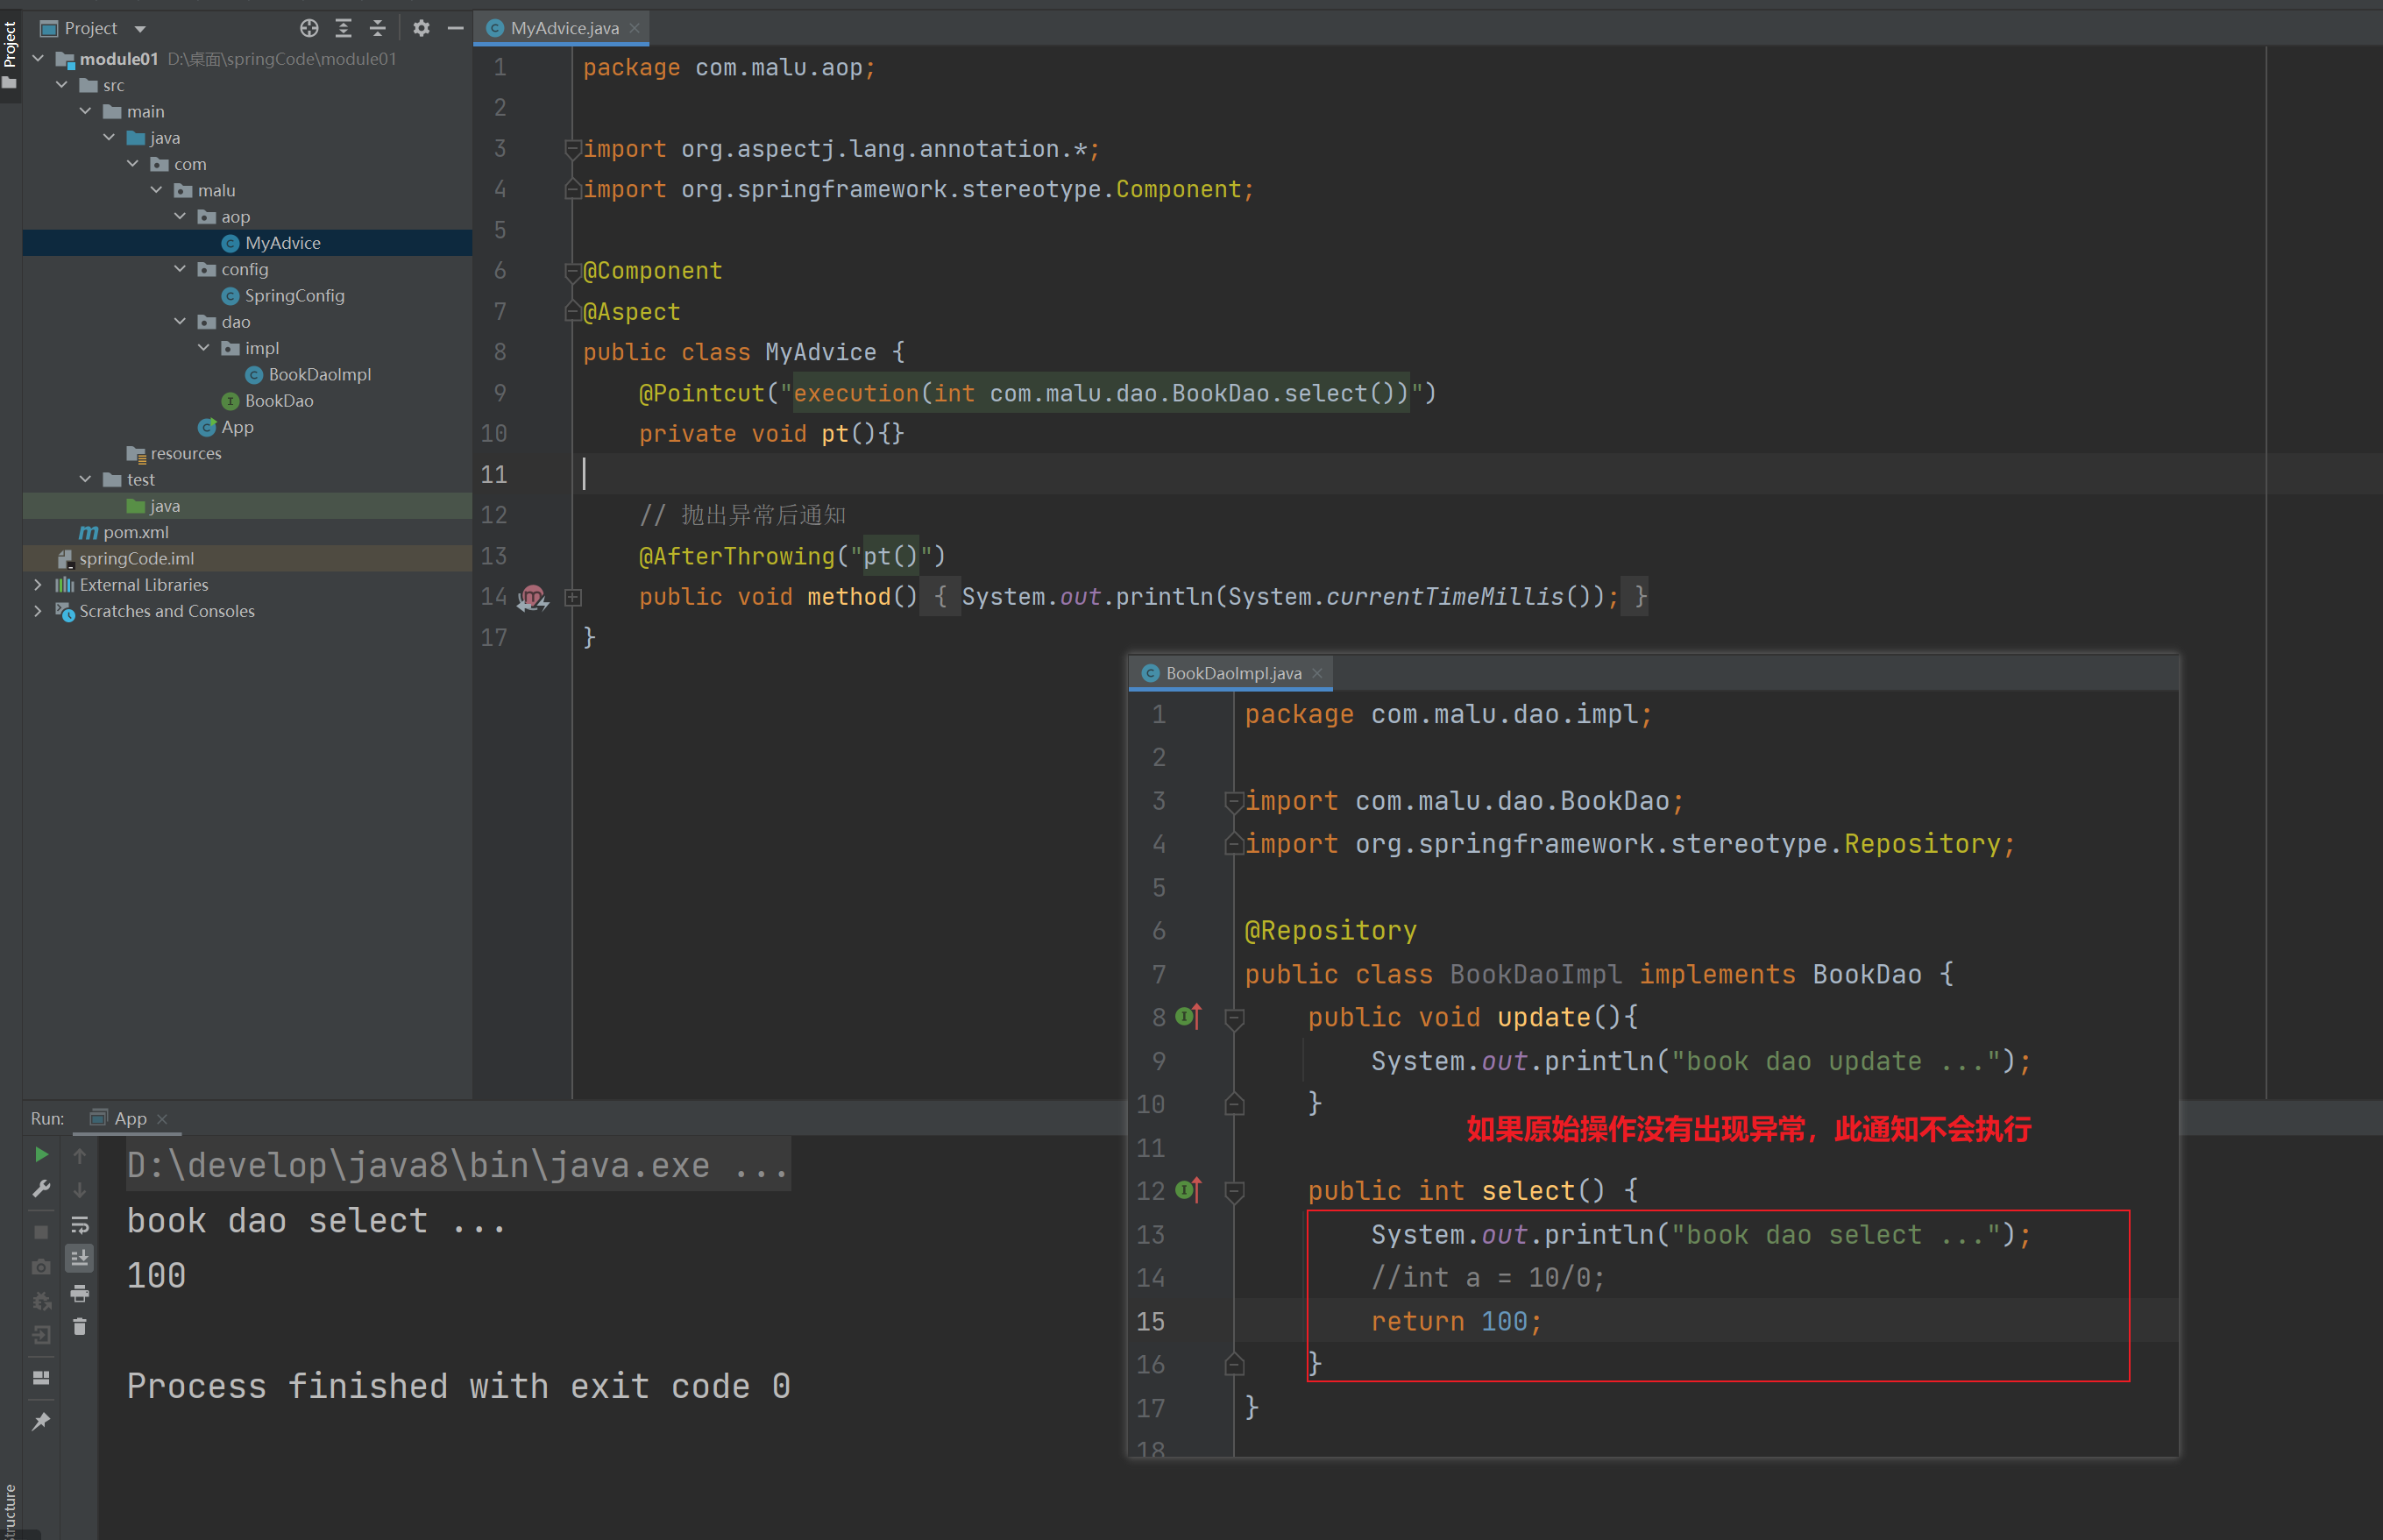 Project
Project
module01 D:\桌面\springCode\module01
src
main
java
com
malu
aop
MyAdvice
config
SpringConfig
dao
impl
BookDaoImpl
BookDao
App
resources
test
java
pom.xml
springCode.iml
External Libraries
Scratches and Consoles
MyAdvice.java
1 package com.malu.aop;
2
3 import org.aspectj.lang.annotation.*;
4 import org.springframework.stereotype.Component;
5
6 @Component
7 @Aspect
8 public class MyAdvice {
9 @Pointcut("execution(int com.malu.dao.BookDao.select())")
10 private void pt(){}
11
12 // 抛出异常后通知
13 @AfterThrowing("pt()")
14 public void method() { System.out.println(System.currentTimeMillis()); }
17 }
BookDaoImpl.java
1 package com.malu.dao.impl;
2
3 import com.malu.dao.BookDao;
4 import org.springframework.stereotype.Repository;
5
6 @Repository
7 public class BookDaoImpl implements BookDao {
8 public void update(){
9 System.out.println("book dao update ...");
10 }
如果原始操作没有出现异常，此通知不会执行
11
12 public int select() {
13 System.out.println("book dao select ...");
14 //int a = 10/0;
15 return 100;
16 }
17 }
18
Run: App
D:\develop\java8\bin\java.exe ...
book dao select ...
100
Process finished with exit code 0
Structure